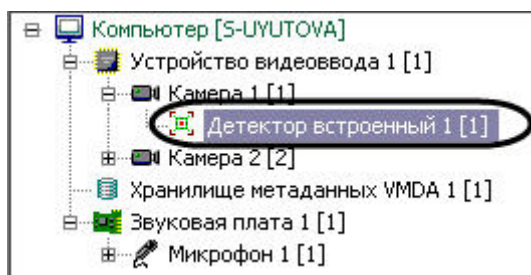 Компьютер [S-UYUTOVA]
Устройство видеоввода 1 [1]
Камера 1 [1]
Детектор встроенный 1 [1]
Камера 2 [2]
Хранилище метаданных VMDA 1 [1]
Звуковая плата 1 [1]
Микрофон 1 [1]